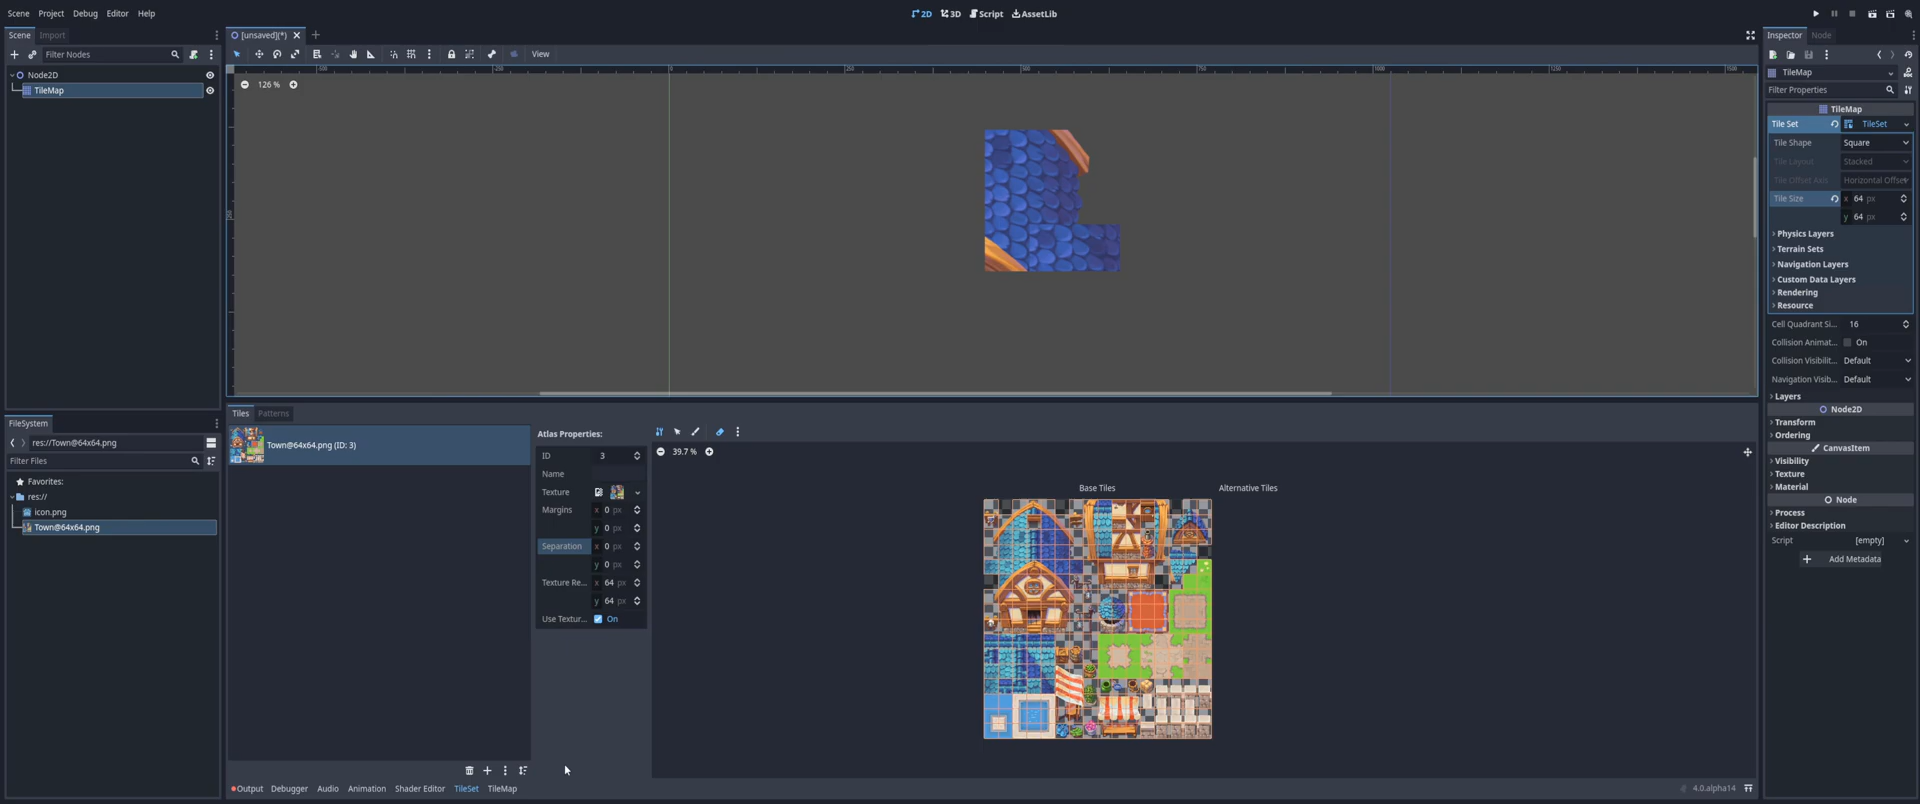 Scene Project Debug Editor Help
2D 3D Script AssetLib
Scene Import
Filter Nodes
Node2D
TileMap
[unsaved](*)
View
126 %
FileSystem
res://Town@64x64.png
Filter Files
Favorites:
res://
icon.png
Town@64x64.png
Tiles Patterns
Town@64x64.png (ID: 3)
Atlas Properties:
ID 3
Name
Texture
Margins x 0 px
y 0 px
Separation x 0 px
y 0 px
Texture Re... x 64 px
y 64 px
Use Textur... On
39.7 %
Base Tiles Alternative Tiles
Output Debugger Audio Animation Shader Editor TileSet TileMap
4.0.alpha14
Inspector Node
TileMap
Filter Properties
TileMap
Tile Set TileSet
Tile Shape Square
Tile Layout Stacked
Tile Offset Axis Horizontal Offset
Tile Size x 64 px
y 64 px
Physics Layers
Terrain Sets
Navigation Layers
Custom Data Layers
Rendering
Resource
Cell Quadrant Si... 16
Collision Animat... On
Collision Visibilit... Default
Navigation Visib... Default
Layers
Node2D
Transform
Ordering
CanvasItem
Visibility
Texture
Material
Node
Process
Editor Description
Script [empty]
Add Metadata